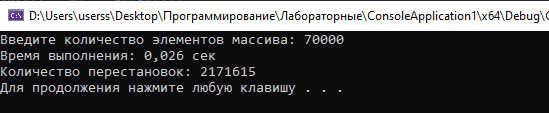 D:\Users\userss\Desktop\Программирование\Лабораторные\ConsoleApplication1\x64\Debug\
Введите количество элементов массива: 70000
Время выполнения: 0,026 сек
Количество перестановок: 2171615
Для продолжения нажмите любую клавишу . . .